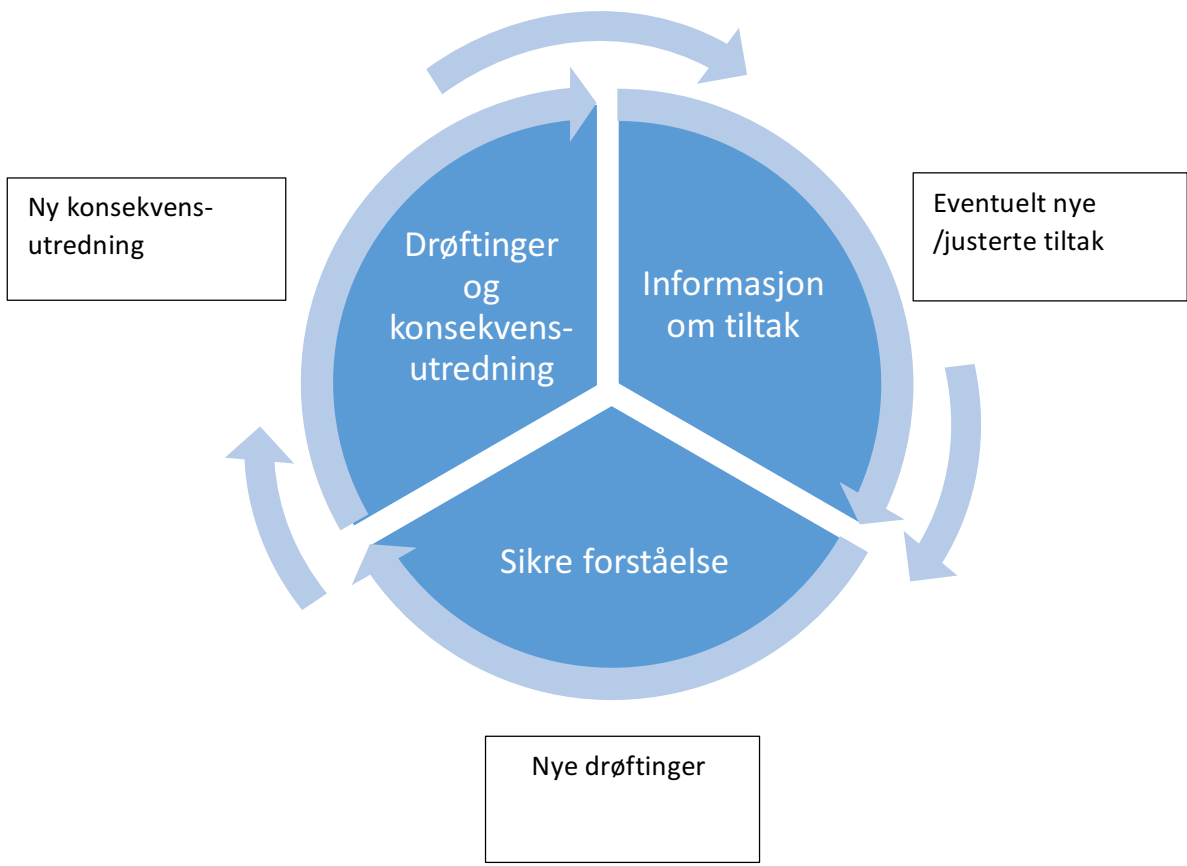 Ny konsekvens-
utredning
Drøftinger
og
konsekvens-
utredning
Informasjon
om tiltak
Eventuelt nye
/justerte tiltak
Sikre forståelse
Nye drøftinger